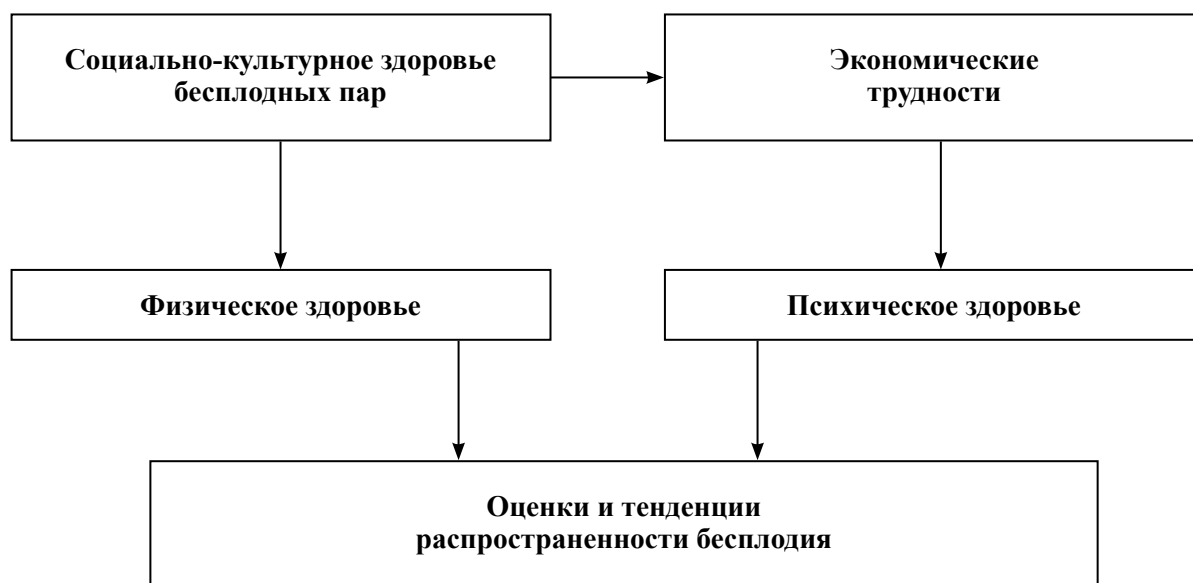 Социально-культурное здоровье
бесплодных пар
Экономические
трудности
Физическое здоровье
Психическое здоровье
Оценки и тенденции
распространенности бесплодия